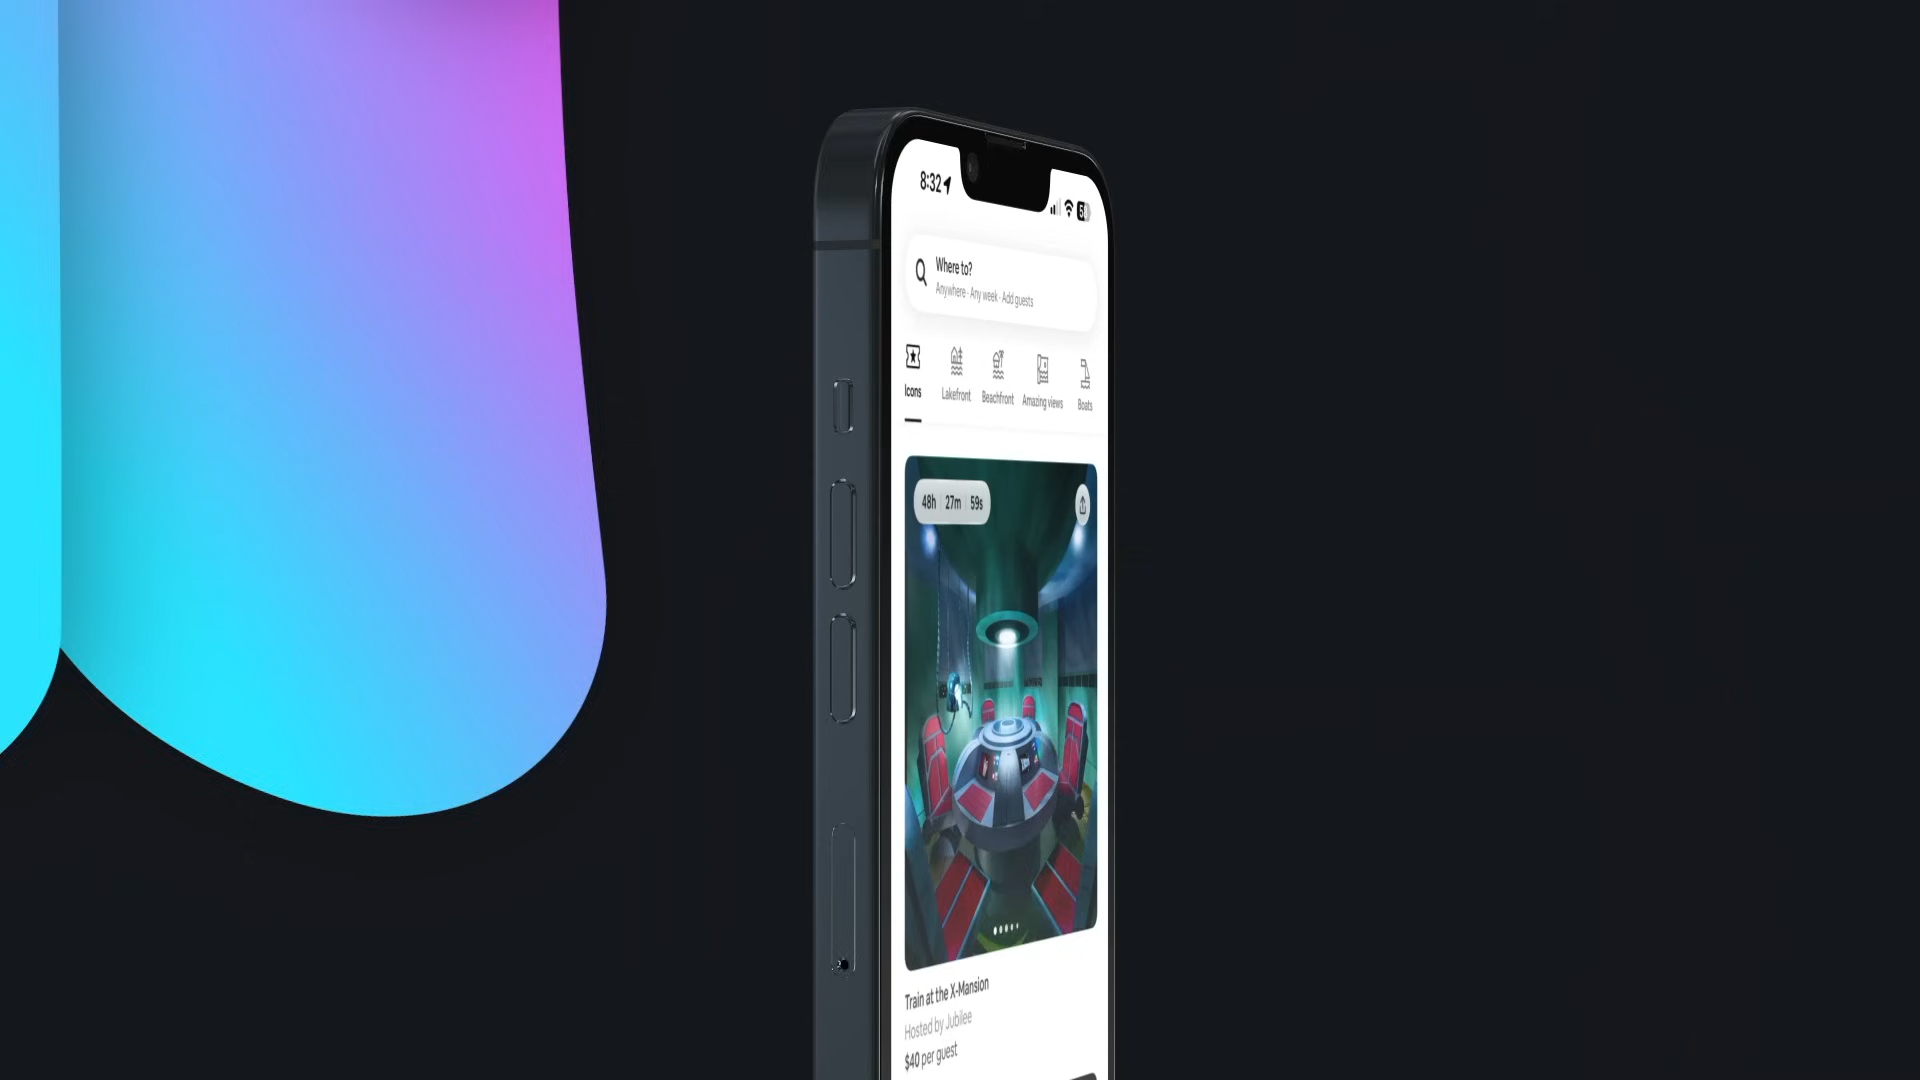 8:32
Where to?
Anywhere · Any week · Add guests
Icons
Lakefront
Beachfront
Amazing views
Boats
48h 27m 59s
Train at the X-Mansion
Hosted by Jubilee
$40 per guest